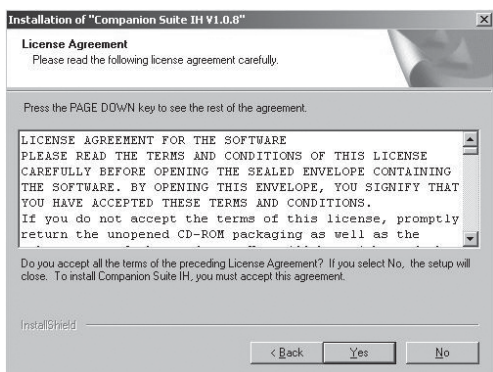 Installation of "Companion Suite IH V1.0.8"
License Agreement
Please read the following license agreement carefully.
Press the PAGE DOWN key to see the rest of the agreement.
LICENSE AGREEMENT FOR THE SOFTWARE
PLEASE READ THE TERMS AND CONDITIONS OF THIS LICENSE
CAREFULLY BEFORE OPENING THE SEALED ENVELOPE CONTAINING
THE SOFTWARE. BY OPENING THIS ENVELOPE, YOU SIGNIFY THAT
YOU HAVE ACCEPTED THESE TERMS AND CONDITIONS.
If you do not accept the terms of this license, promptly
return the unopened CD-ROM packaging as well as the
Do you accept all the terms of the preceding License Agreement? If you select No, the setup will
close. To install Companion Suite IH, you must accept this agreement.
InstallShield
< Back Yes No